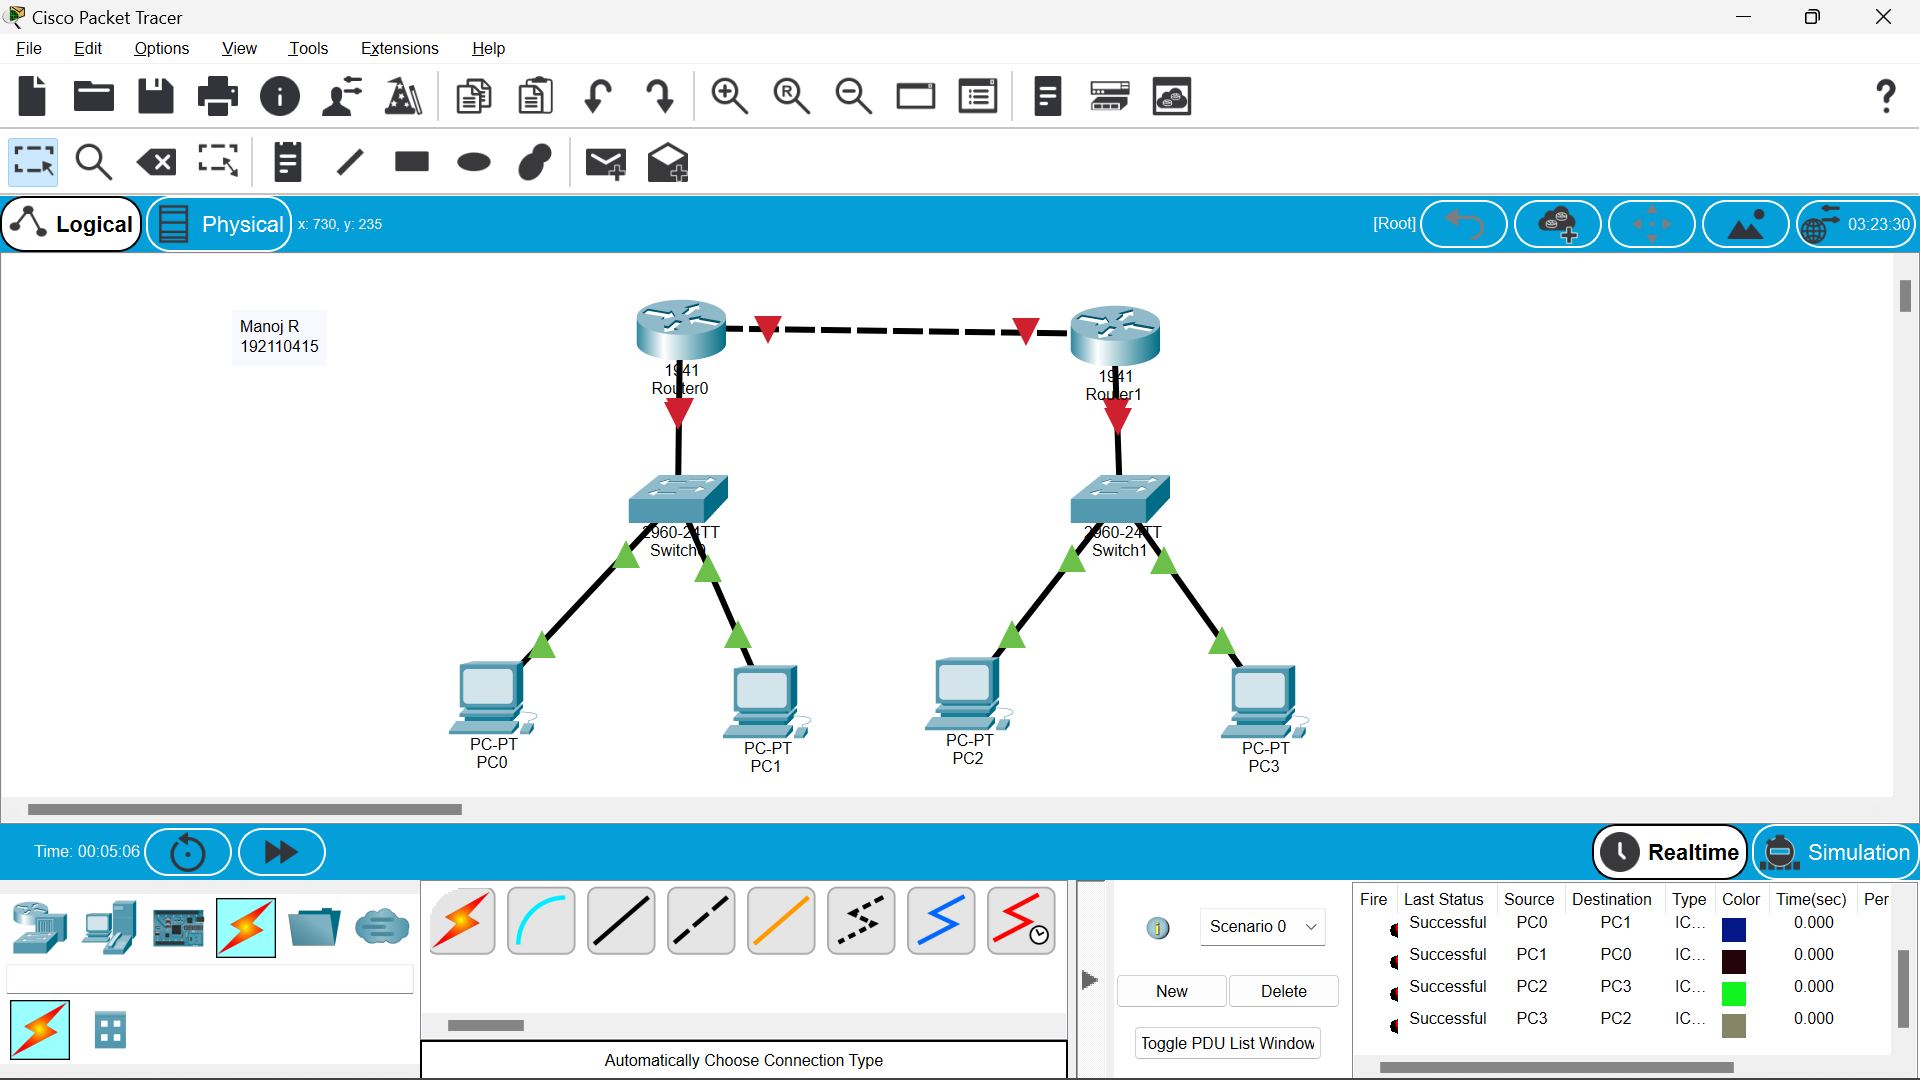 Cisco Packet Tracer
File Edit Options View Tools Extensions Help
Logical Physical x: 730, y: 235 [Root] 03:23:30
Manoj R
192110415
1941
Router0
1941
Router1
2960-24TT
Switch0
2960-24TT
Switch1
PC-PT
PC0
PC-PT
PC1
PC-PT
PC2
PC-PT
PC3
Time: 00:05:06 Realtime Simulation
Scenario 0
New Delete
Toggle PDU List Window
Automatically Choose Connection Type
Fire Last Status Source Destination Type Color Time(sec) Per
Successful PC0 PC1 IC... 0.000
Successful PC1 PC0 IC... 0.000
Successful PC2 PC3 IC... 0.000
Successful PC3 PC2 IC... 0.000